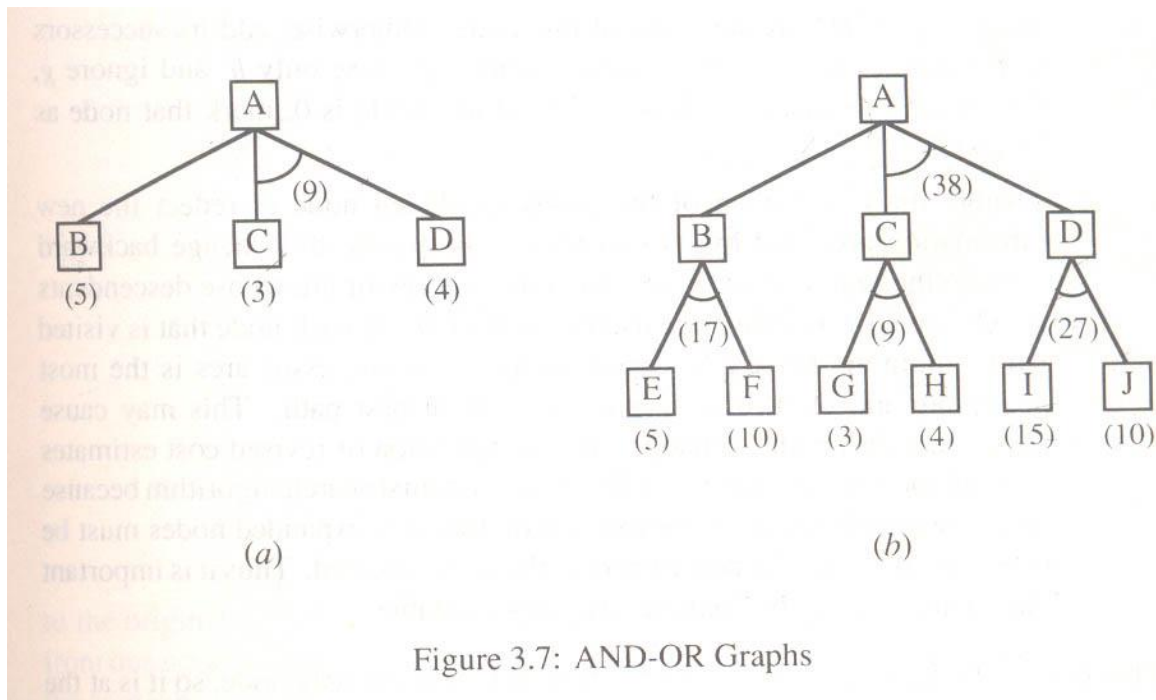 A
(9)
B C D
(5) (3) (4)
(a)
A
(38)
B C D
(17) (9) (27)
E F G H I J
(5) (10) (3) (4) (15) (10)
(b)
Figure 3.7: AND-OR Graphs